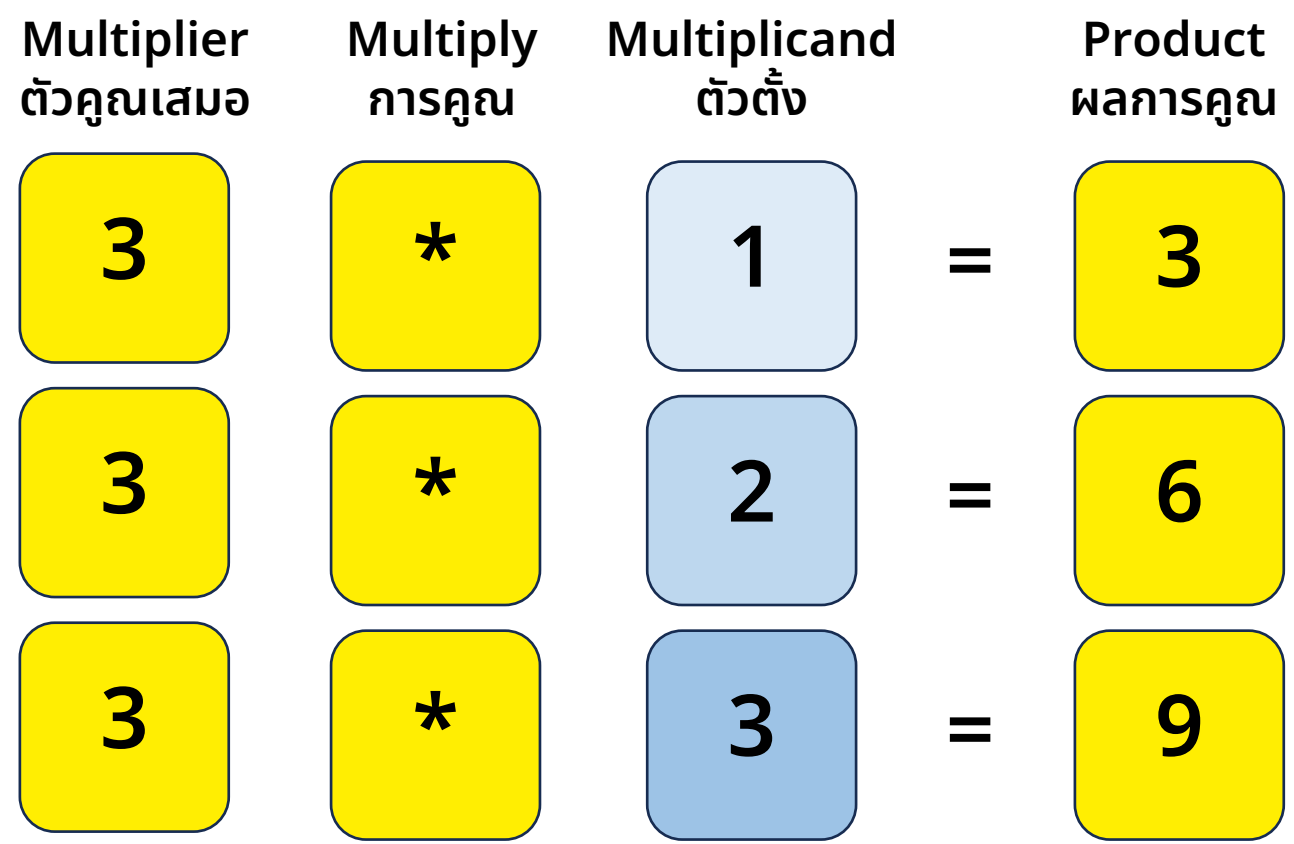 Multiplier Multiply Multiplicand Product
ตัวคูณเสมอ การคูณ ตัวตั้ง ผลการคูณ
3 * 1 = 3
3 * 2 = 6
3 * 3 = 9